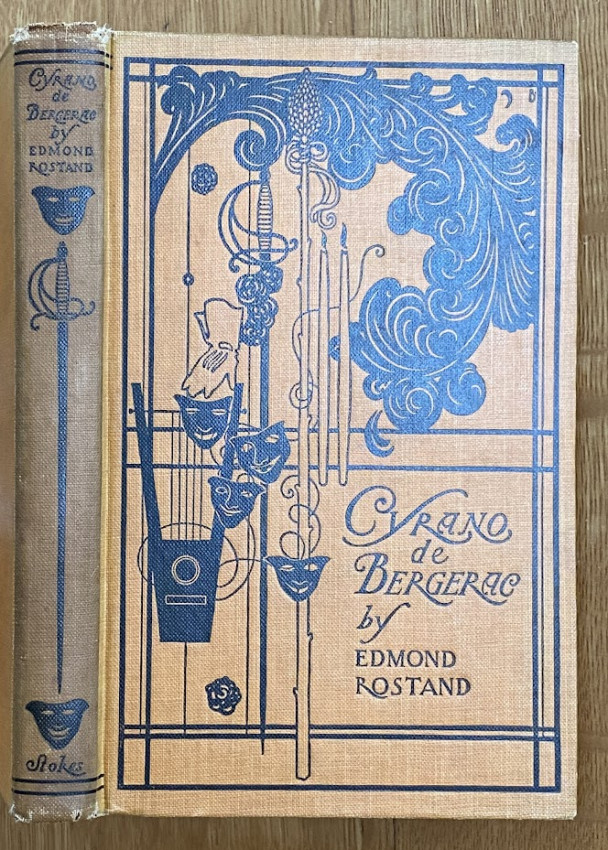 CYRANO
de
BERGERAC
by
EDMOND
ROSTAND
Stokes
CYRANO
de
BERGERAC
by
EDMOND
ROSTAND